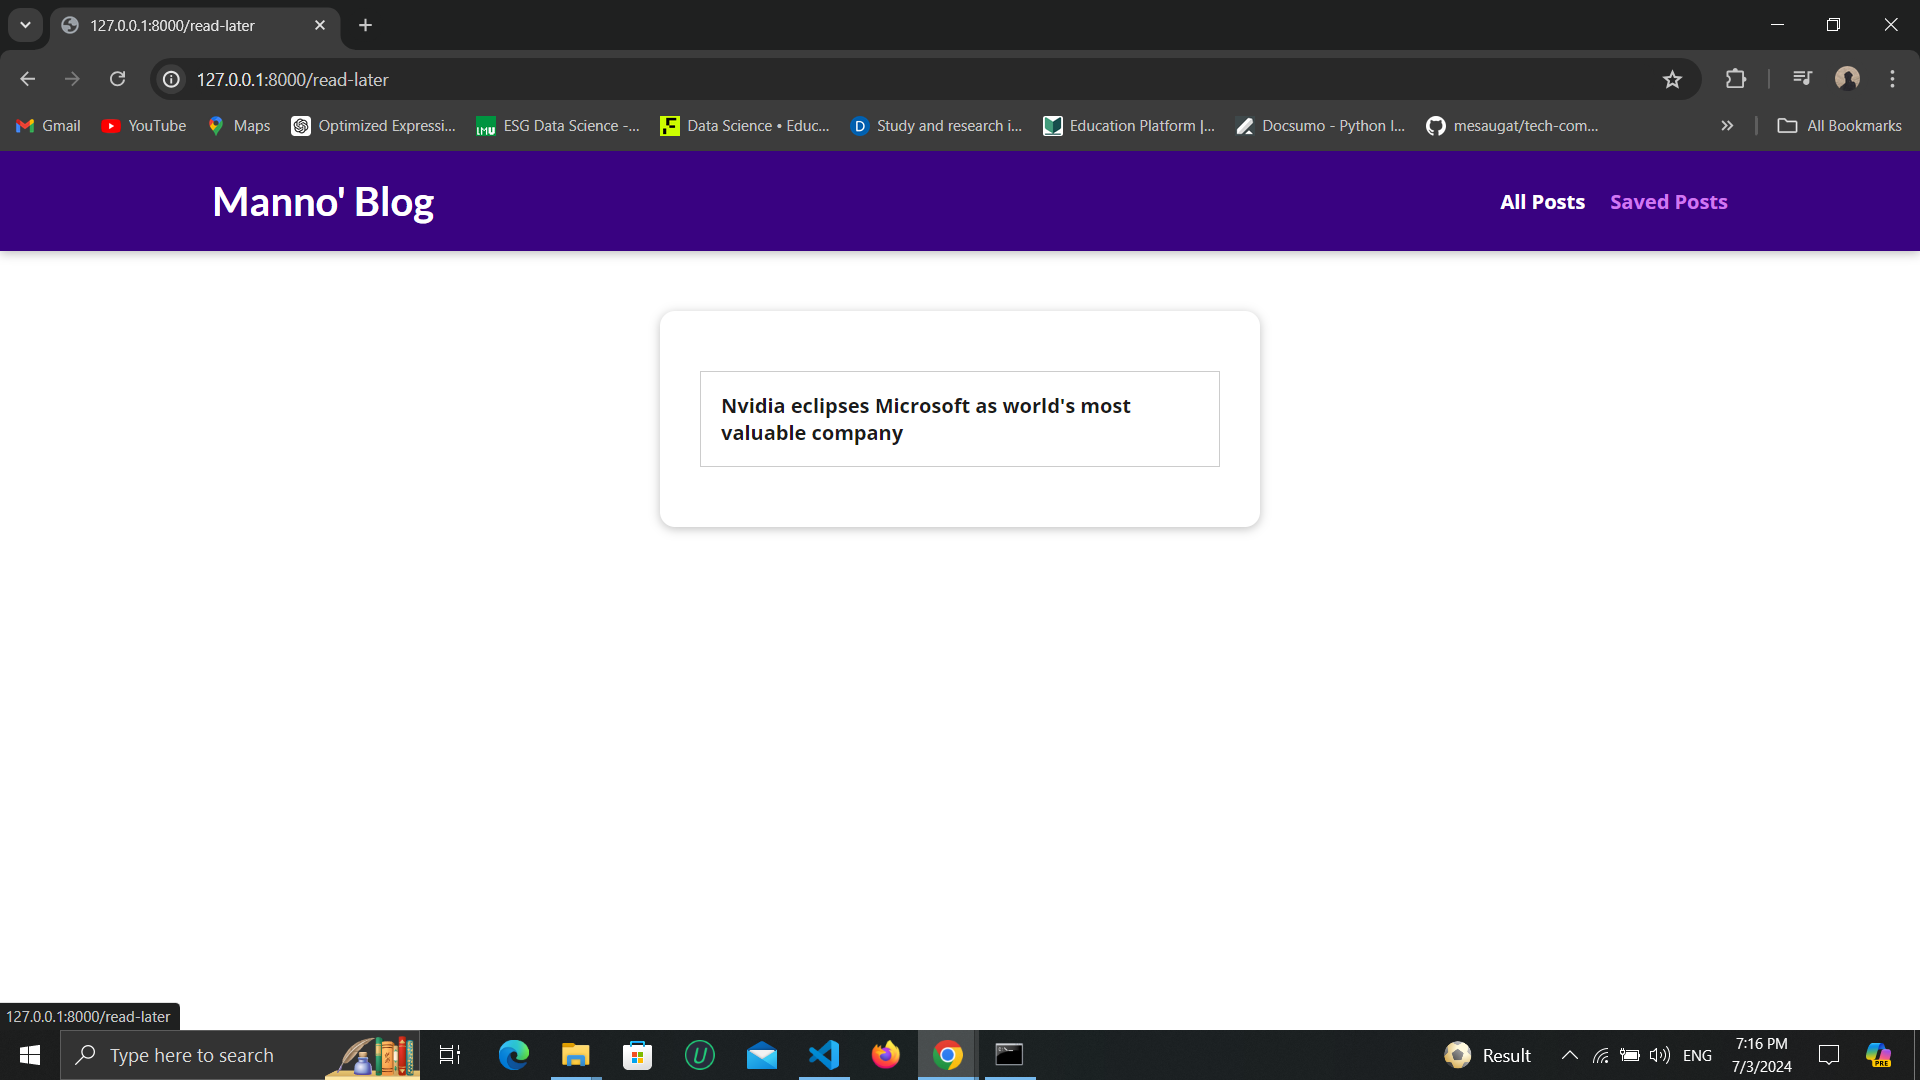 127.0.0.1:8000/read-later
127.0.0.1:8000/read-later
Gmail YouTube Maps Optimized Expressi... ESG Data Science -... Data Science • Educ... Study and research i... Education Platform |... Docsumo - Python I... mesaugat/tech-com... » All Bookmarks
Manno' Blog All Posts Saved Posts
Nvidia eclipses Microsoft as world's most
valuable company
127.0.0.1:8000/read-later
Type here to search Result ENG 7:16 PM
7/3/2024